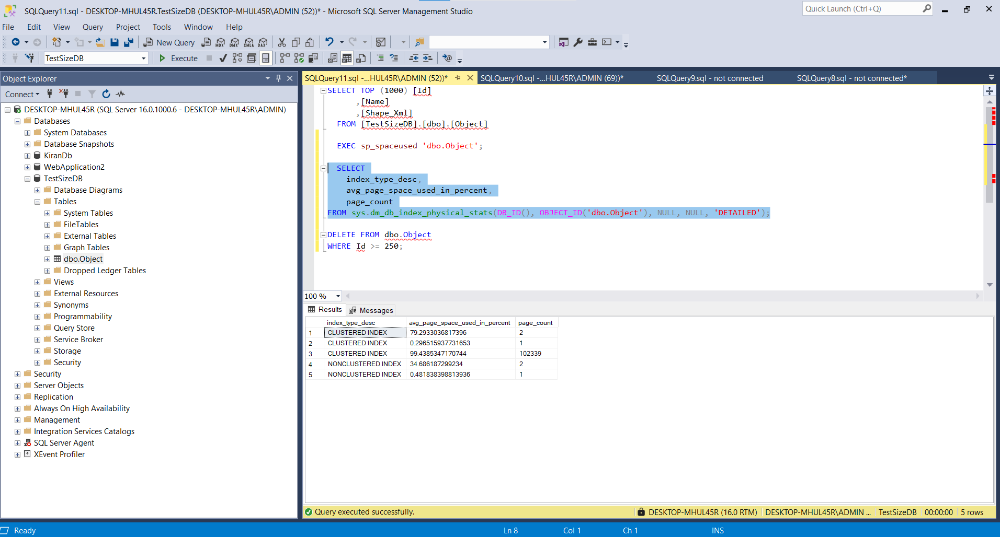 SQLQuery11.sql - DESKTOP-MHUL45R.TestSizeDB (DESKTOP-MHUL45R\ADMIN (52))* - Microsoft SQL Server Management Studio
Quick Launch (Ctrl+Q)
File Edit View Query Project Tools Window Help
New Query MDX DMX XMLA DAX
TestSizeDB Execute
Object Explorer
Connect
DESKTOP-MHUL45R (SQL Server 16.0.1000.6 - DESKTOP-MHUL45R\ADMIN)
Databases
System Databases
Database Snapshots
KiranDb
WebApplication2
TestSizeDB
Database Diagrams
Tables
System Tables
FileTables
External Tables
Graph Tables
dbo.Object
Dropped Ledger Tables
Views
External Resources
Synonyms
Programmability
Query Store
Service Broker
Storage
Security
Security
Server Objects
Replication
Always On High Availability
Management
Integration Services Catalogs
SQL Server Agent
XEvent Profiler
SQLQuery11.sql -...HUL45R\ADMIN (52))* SQLQuery10.sql -...HUL45R\ADMIN (69))* SQLQuery9.sql - not connected SQLQuery8.sql - not connected*
SELECT TOP (1000) [Id]
,[Name]
,[Shape_Xml]
FROM [TestSizeDB].[dbo].[Object]
EXEC sp_spaceused 'dbo.Object';
SELECT
index_type_desc,
avg_page_space_used_in_percent,
page_count
FROM sys.dm_db_index_physical_stats(DB_ID(), OBJECT_ID('dbo.Object'), NULL, NULL, 'DETAILED');
DELETE FROM dbo.Object
WHERE Id >= 250;
100 %
Results Messages
index_type_desc avg_page_space_used_in_percent page_count
1 CLUSTERED INDEX 79.2933036817396 2
2 CLUSTERED INDEX 0.296515937731653 1
3 CLUSTERED INDEX 99.4385347170744 102339
4 NONCLUSTERED INDEX 34.686187299234 2
5 NONCLUSTERED INDEX 0.481838398813936 1
Query executed successfully. DESKTOP-MHUL45R (16.0 RTM) DESKTOP-MHUL45R\ADMIN ... TestSizeDB 00:00:00 5 rows
Ready Ln 8 Col 1 Ch 1 INS